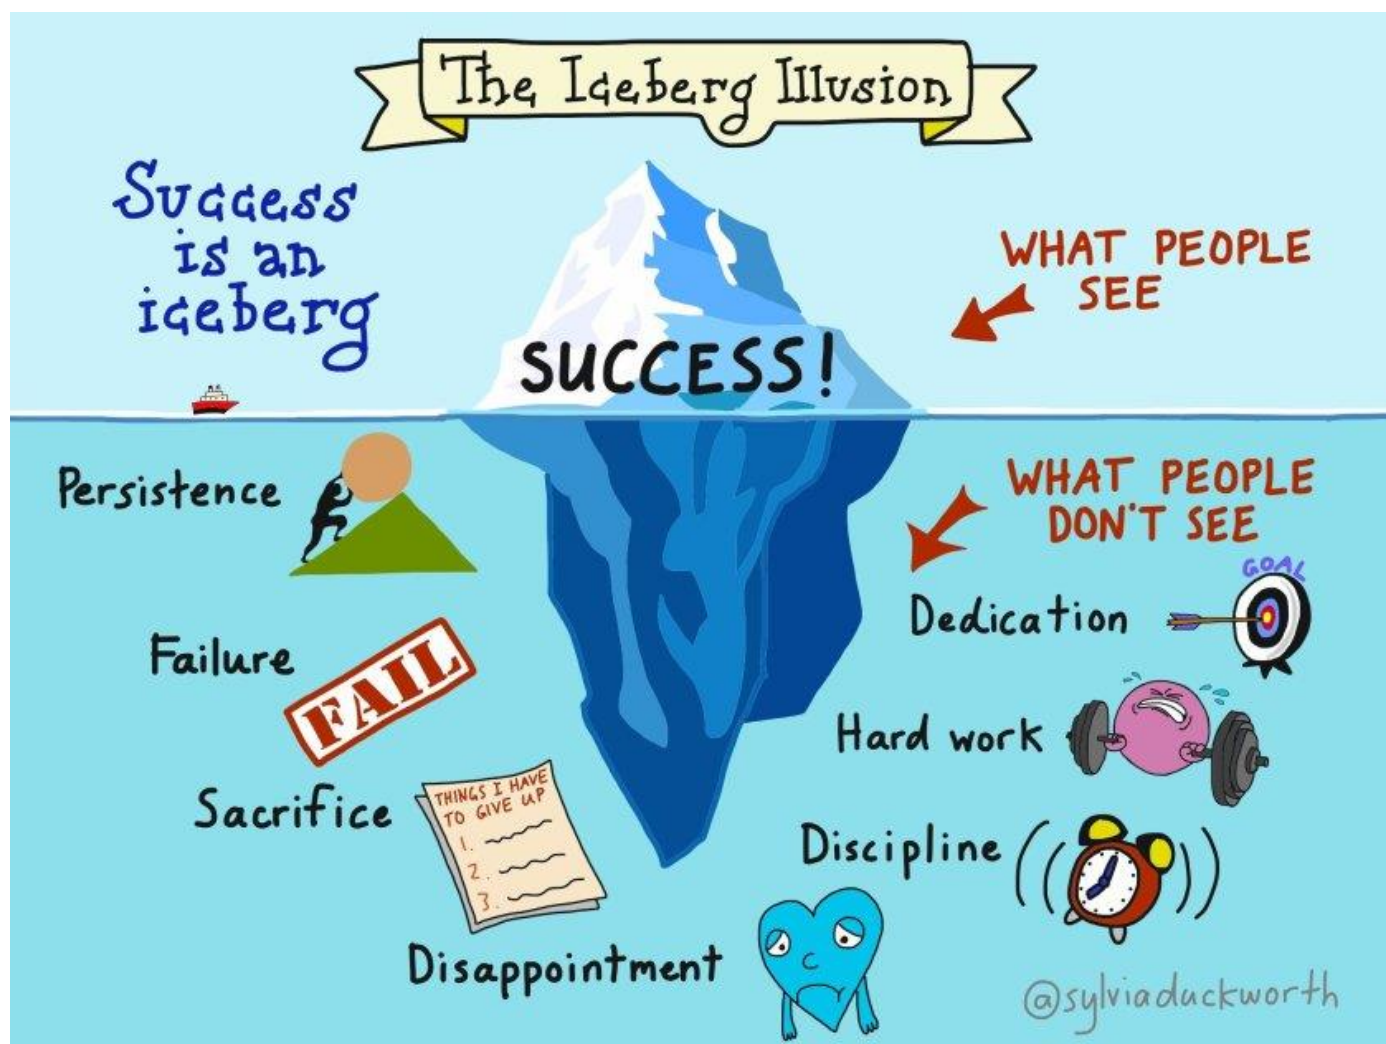 The Iceberg Illusion
Success
is an
iceberg
WHAT PEOPLE
SEE
SUCCESS!
Persistence
WHAT PEOPLE
DON'T SEE
GOAL
Dedication
Failure
FAIL
Hard work
Sacrifice
THINGS I HAVE
TO GIVE UP
1.
2.
3.
Discipline
Disappointment
@sylviaduckworth